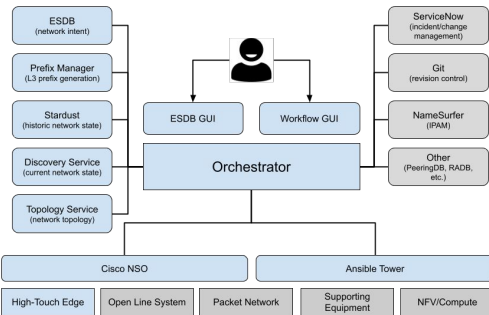 ESDB
(network intent)
Prefix Manager
(L3 prefix generation)
Stardust
(historic network state)
Discovery Service
(current network state)
Topology Service
(network topology)
ESDB GUI
Workflow GUI
Orchestrator
ServiceNow
(incident/change
management)
Git
(revision control)
NameSurfer
(IPAM)
Other
(PeeringDB, RADB,
etc.)
Cisco NSO
Ansible Tower
High-Touch Edge
Open Line System
Packet Network
Supporting
Equipment
NFV/Compute